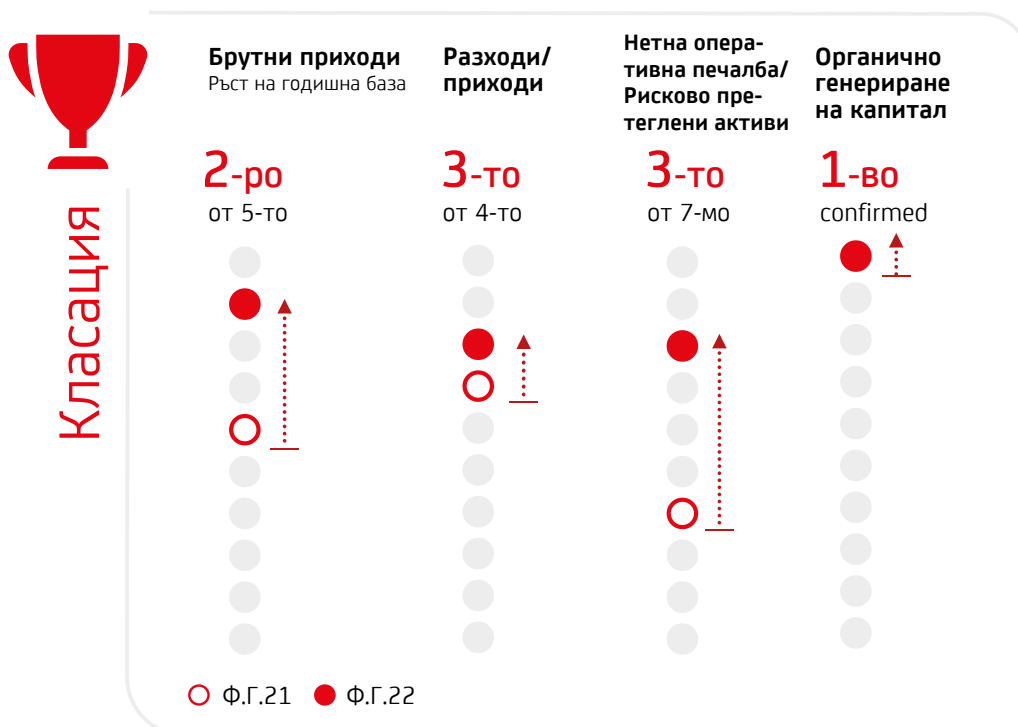 Класация
Брутни приходи
Ръст на годишна база
2-ро
от 5-то
Разходи/
приходи
3-то
от 4-то
Нетна опера-
тивна печалба/
Рисково пре-
теглени активи
3-то
от 7-мо
Органично
генериране
на капитал
1-во
confirmed
Ф.Г.21
Ф.Г.22